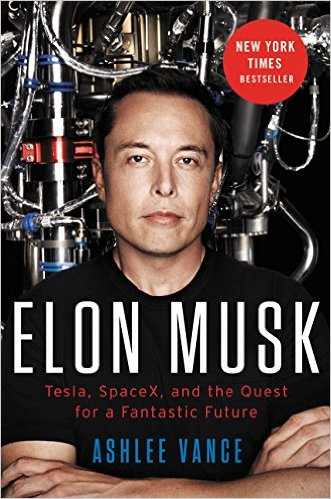 NEW YORK
TIMES
BESTSELLER
ELON MUSK
Tesla, SpaceX, and the Quest
for a Fantastic Future
ASHLEE VANCE